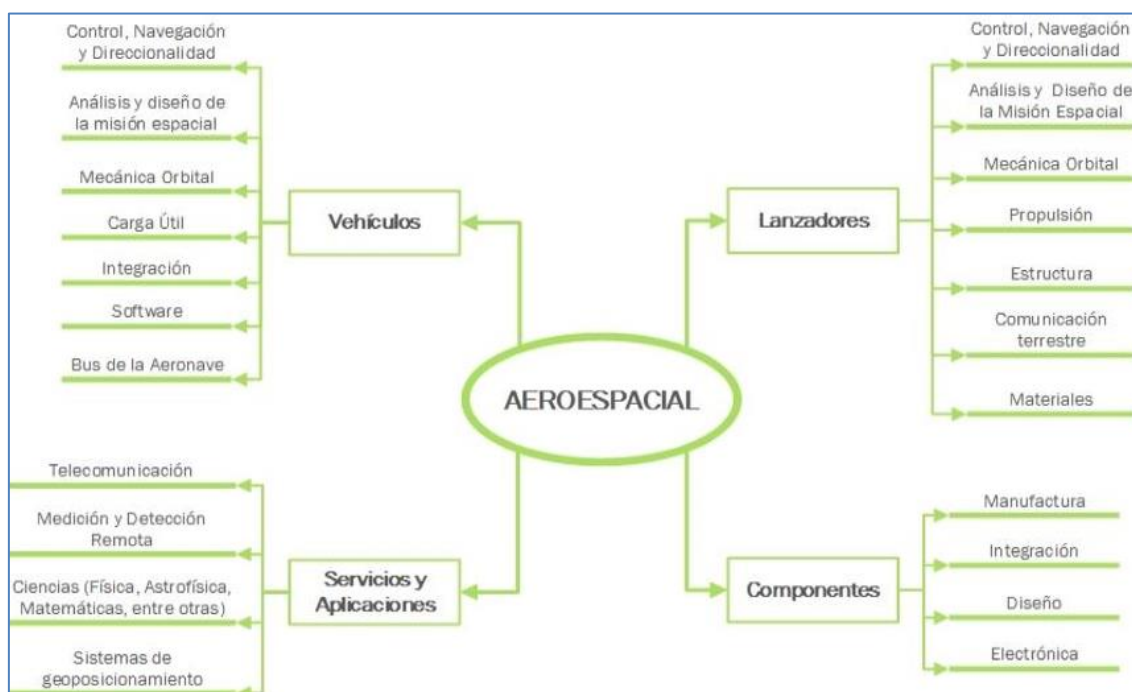 Control, Navegación
y Direccionalidad
Análisis y diseño de
la misión espacial
Mecánica Orbital
Carga Útil
Integración
Software
Bus de la Aeronave
Vehículos
Control, Navegación
y Direccionalidad
Análisis y Diseño de
la Misión Espacial
Mecánica Orbital
Propulsión
Estructura
Comunicación
terrestre
Materiales
Lanzadores
AEROESPACIAL
Telecomunicación
Medición y Detección
Remota
Ciencias (Física, Astrofísica,
Matemáticas, entre otras)
Sistemas de
geoposicionamiento
Servicios y
Aplicaciones
Manufactura
Integración
Diseño
Electrónica
Componentes